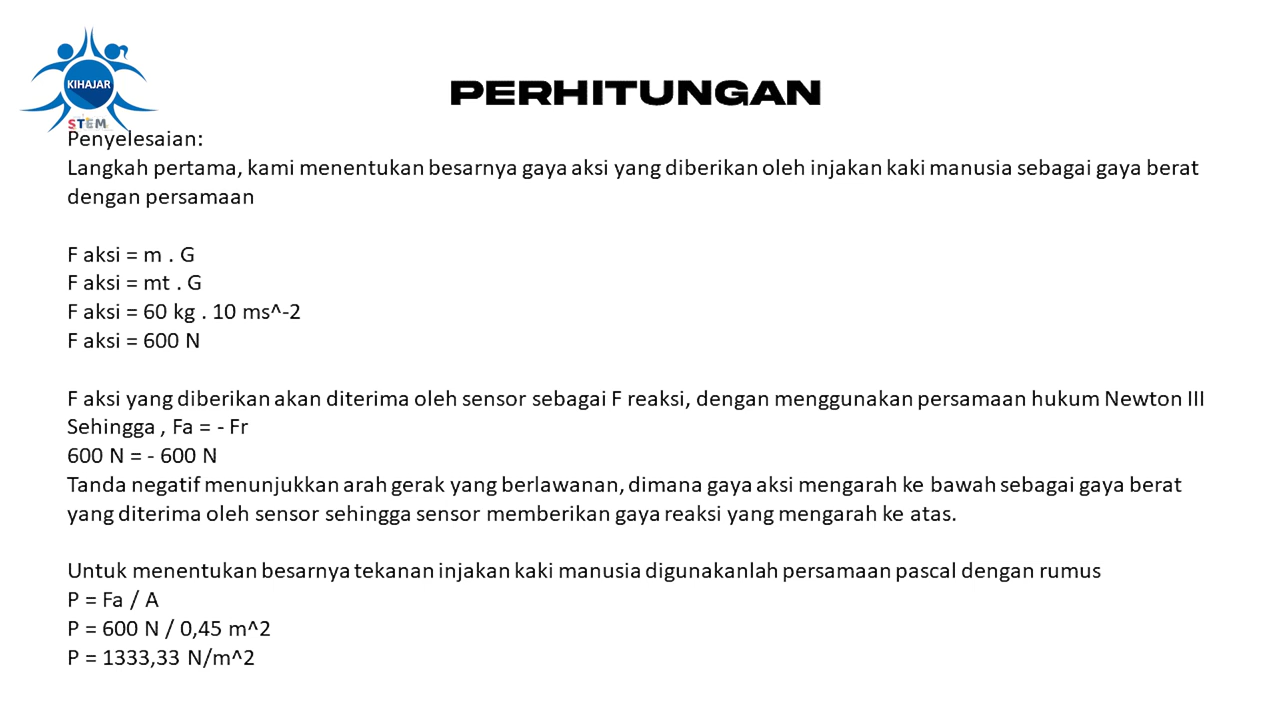 KIHAJAR
STEM
PERHITUNGAN
Penyelesaian:
Langkah pertama, kami menentukan besarnya gaya aksi yang diberikan oleh injakan kaki manusia sebagai gaya berat
dengan persamaan
F aksi = m . G
F aksi = mt . G
F aksi = 60 kg . 10 ms^-2
F aksi = 600 N
F aksi yang diberikan akan diterima oleh sensor sebagai F reaksi, dengan menggunakan persamaan hukum Newton III
Sehingga , Fa = - Fr
600 N = - 600 N
Tanda negatif menunjukkan arah gerak yang berlawanan, dimana gaya aksi mengarah ke bawah sebagai gaya berat
yang diterima oleh sensor sehingga sensor memberikan gaya reaksi yang mengarah ke atas.
Untuk menentukan besarnya tekanan injakan kaki manusia digunakanlah persamaan pascal dengan rumus
P = Fa / A
P = 600 N / 0,45 m^2
P = 1333,33 N/m^2